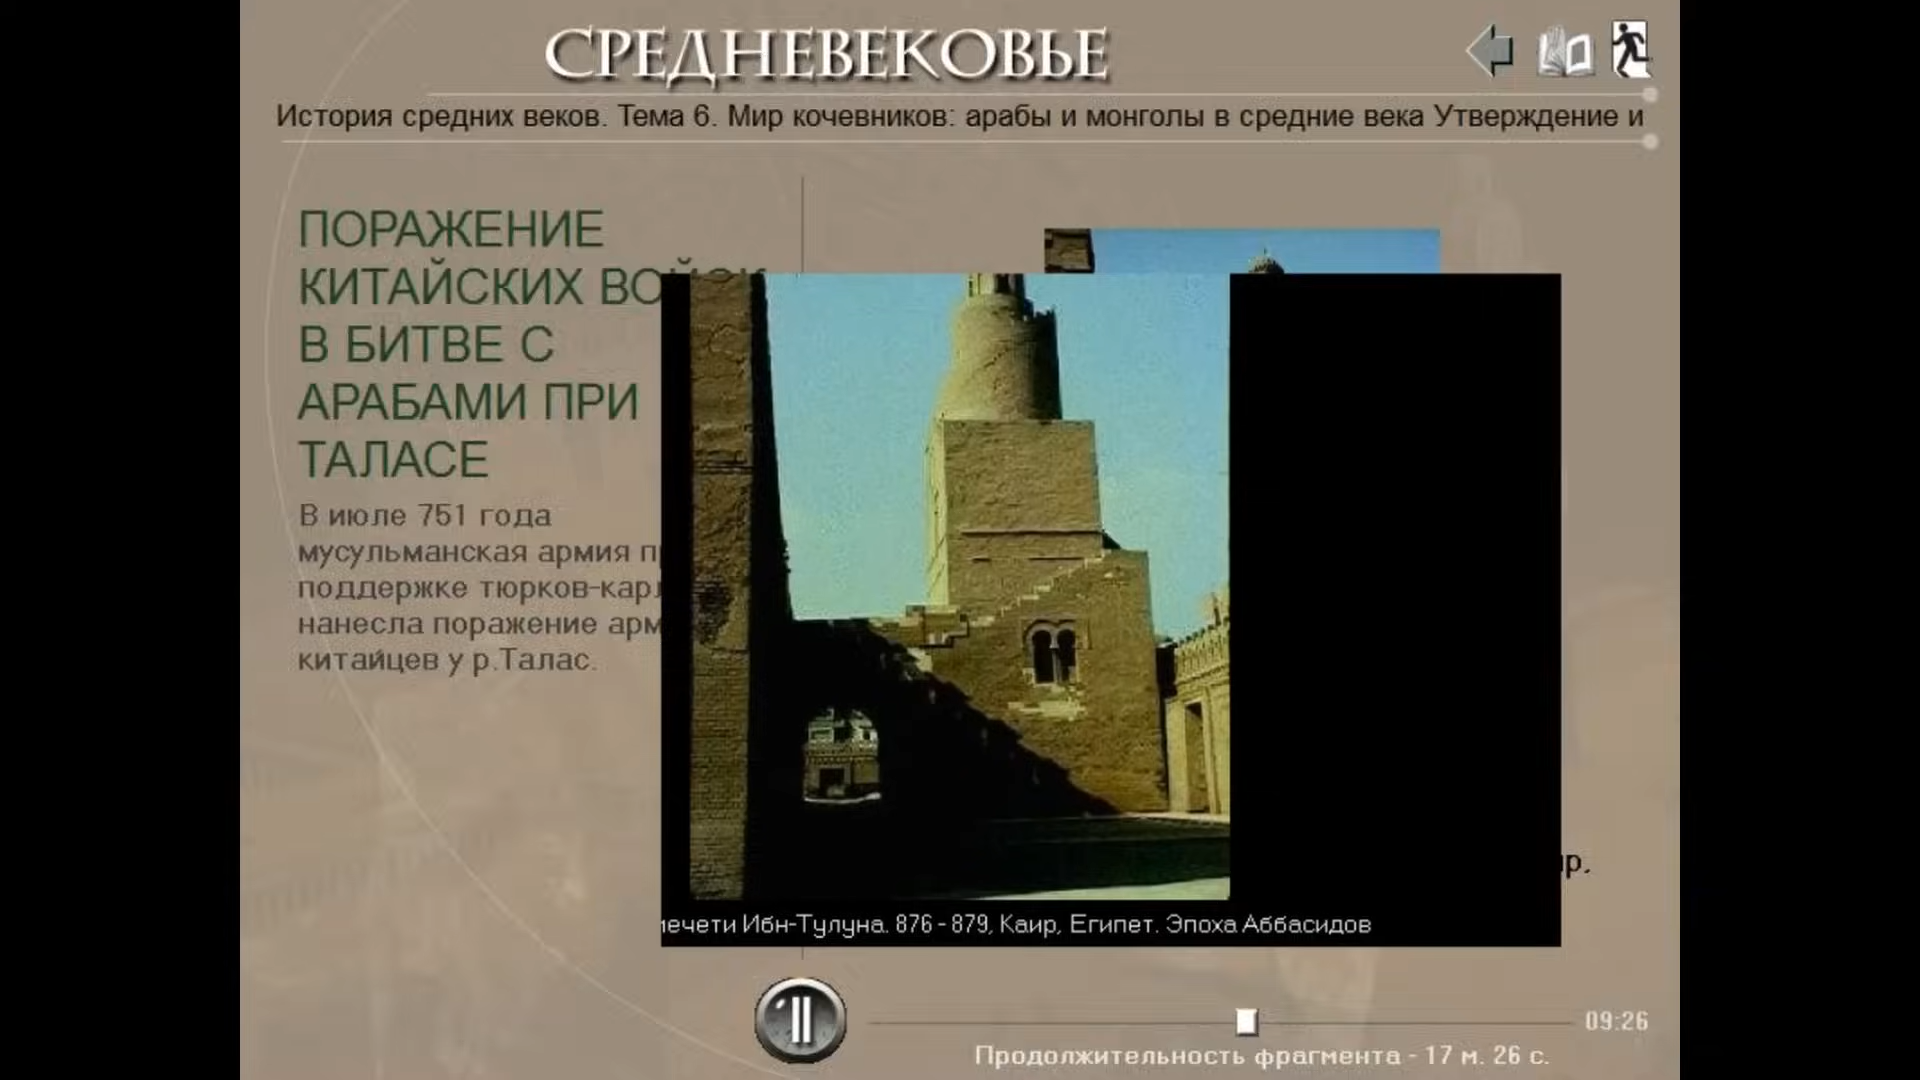 СРЕДНЕВЕКОВЬЕ
История средних веков. Тема 6. Мир кочевников: арабы и монголы в средние века Утверждение и
ПОРАЖЕНИЕ
КИТАЙСКИХ ВОЙСК
В БИТВЕ С
АРАБАМИ ПРИ
ТАЛАСЕ
В июле 751 года
мусульманская армия
поддержке
нанесла поражение
китайцев у р.Талас.
Ибн-Тулуна. 876 - 879, Каир, Египет. Эпоха Аббасидов
09:26
Продолжительность фрагмента - 17 м. 26 с.